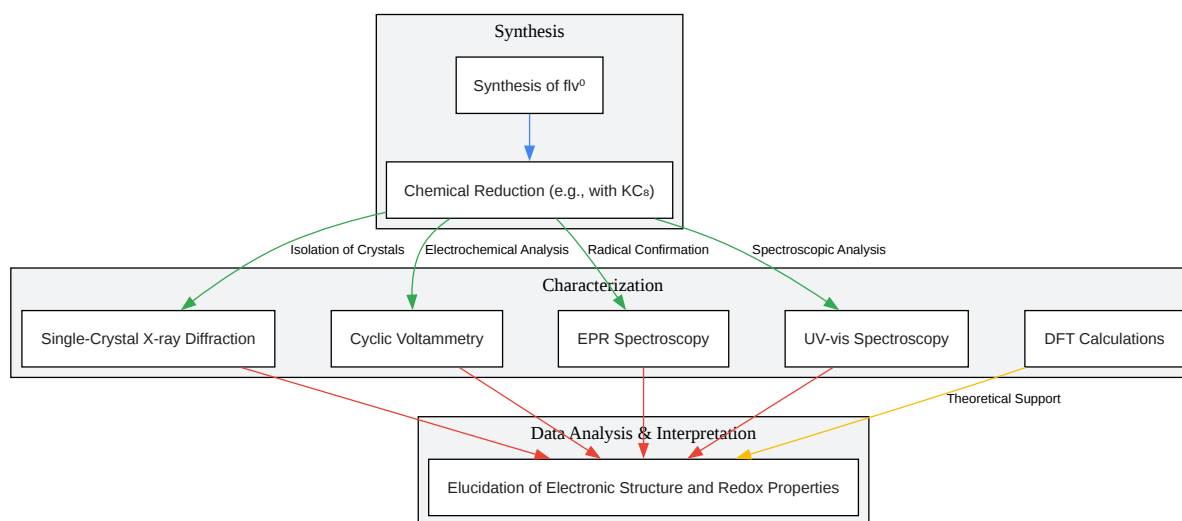 Synthesis
Synthesis of flv⁰
Chemical Reduction (e.g., with KC₈)
Isolation of Crystals
Electrochemical Analysis
Radical Confirmation
Spectroscopic Analysis
Characterization
Single-Crystal X-ray Diffraction
Cyclic Voltammetry
EPR Spectroscopy
UV-vis Spectroscopy
DFT Calculations
Theoretical Support
Data Analysis & Interpretation
Elucidation of Electronic Structure and Redox Properties